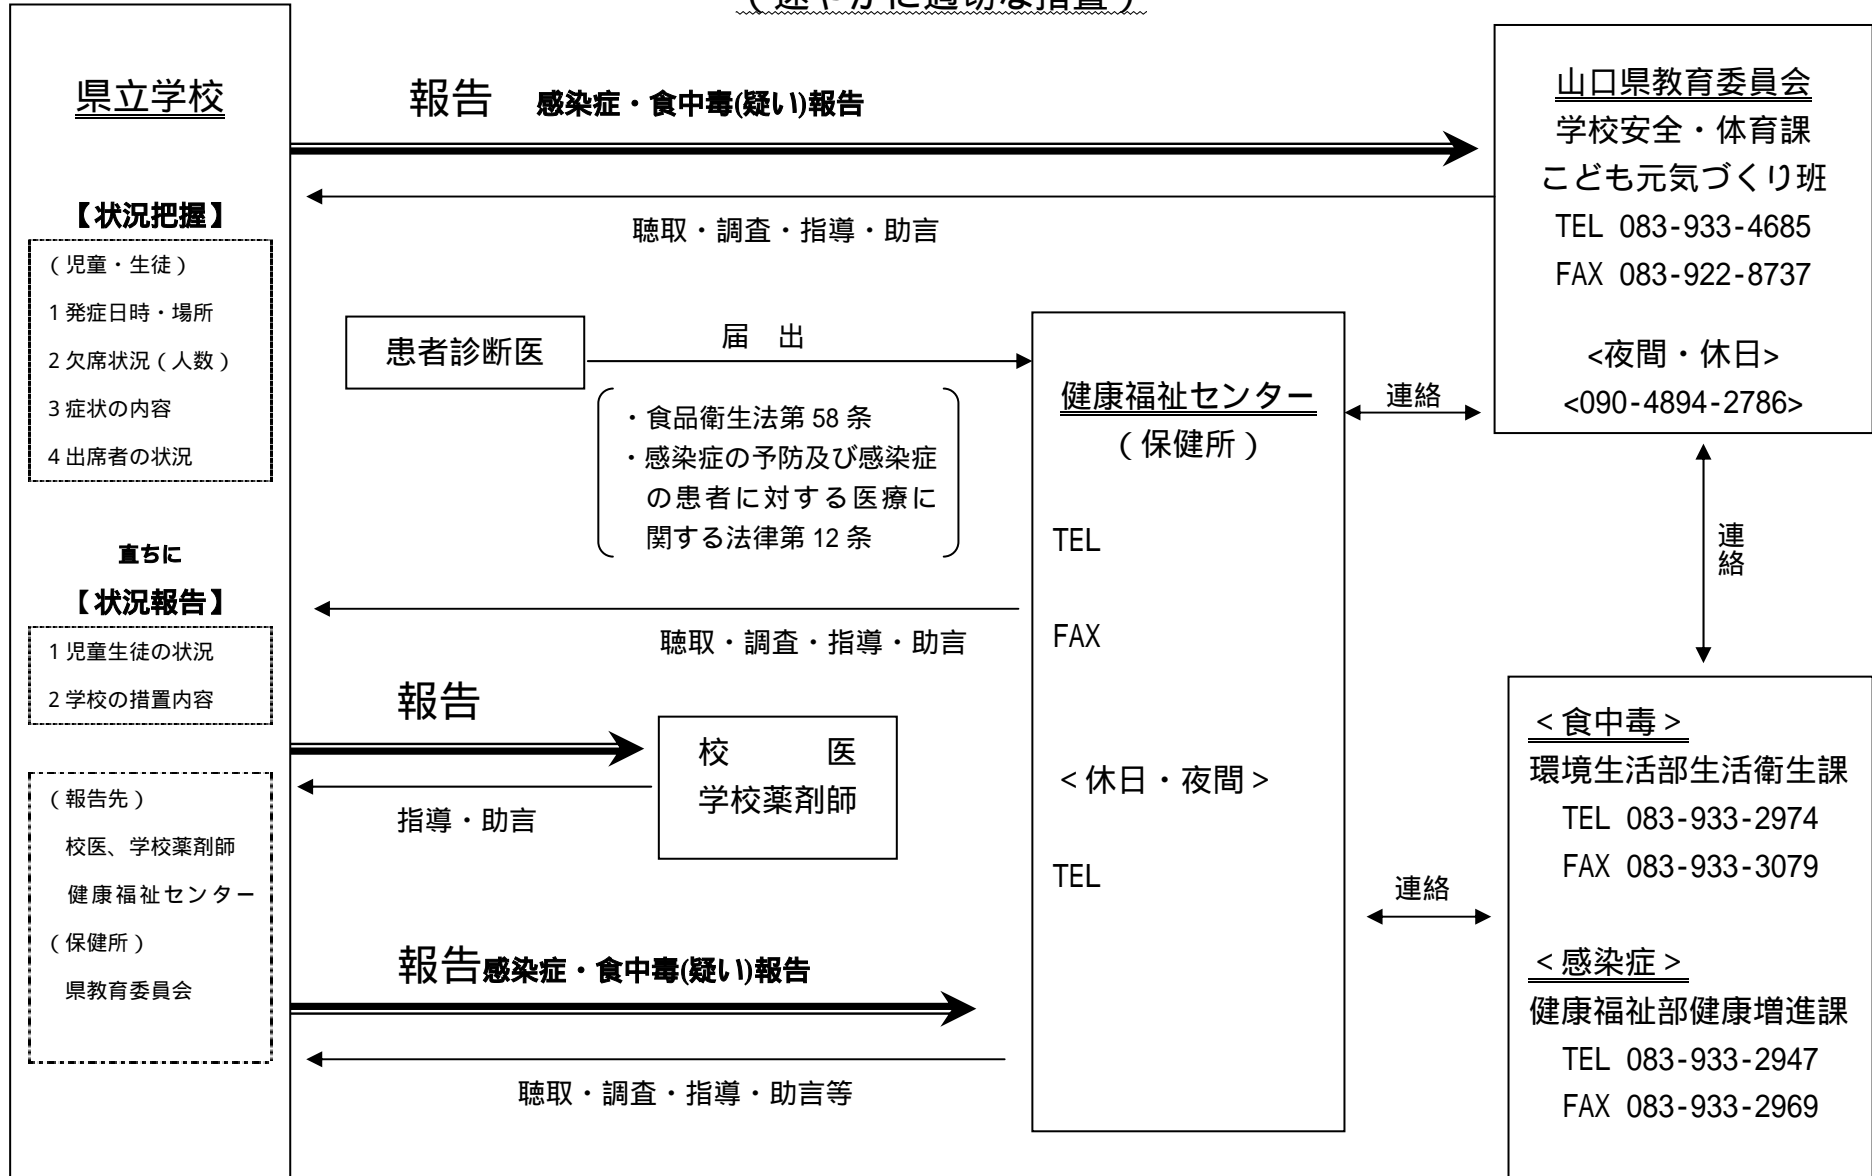 （速やかに適切な措置）
県立学校
【状況把握】
（児童・生徒）
1 発症日時・場所
2 欠席状況（人数）
3 症状の内容
4 出席者の状況
直ちに
【状況報告】
1 児童生徒の状況
2 学校の措置内容
（報告先）
校医、学校薬剤師
健康福祉センター
（保健所）
県教育委員会
報告 感染症・食中毒(疑い)報告
聴取・調査・指導・助言
患者診断医
届 出
・食品衛生法第 58 条
・感染症の予防及び感染症
の患者に対する医療に
関する法律第 12 条
聴取・調査・指導・助言
報告
校 医
学校薬剤師
指導・助言
報告感染症・食中毒(疑い)報告
聴取・調査・指導・助言等
健康福祉センター
（保健所）
TEL
FAX
＜休日・夜間＞
TEL
連絡
連絡
連絡
山口県教育委員会
学校安全・体育課
こども元気づくり班
TEL 083-933-4685
FAX 083-922-8737
<夜間・休日>
<090-4894-2786>
＜食中毒＞
環境生活部生活衛生課
TEL 083-933-2974
FAX 083-933-3079
＜感染症＞
健康福祉部健康増進課
TEL 083-933-2947
FAX 083-933-2969